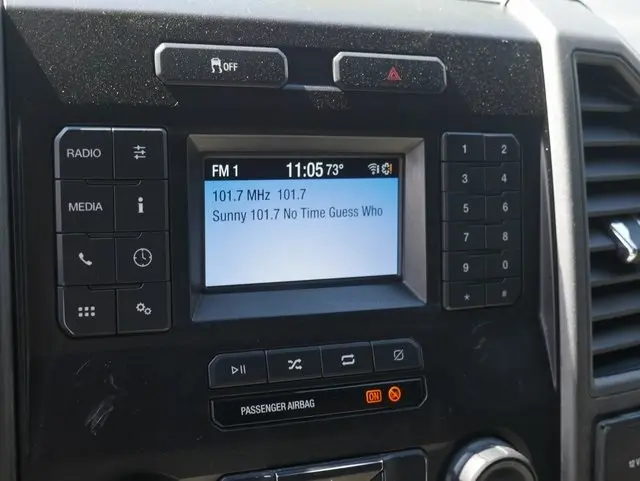 OFF
FM 1 11:05 73°
101.7 MHz 101.7
Sunny 101.7 No Time Guess Who
RADIO
MEDIA
i
1 2
3 4
5 6
7 8
9 0
* #
PASSENGER AIRBAG ON